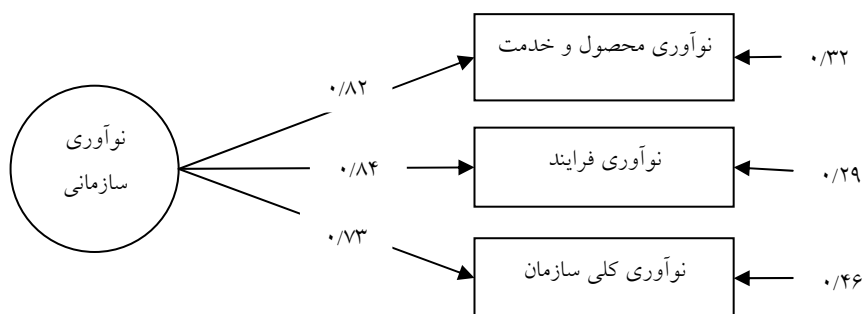 نوآوری محصول و خدمت
۰/۳۲
۰/۸۲
نوآوری
سازمانی
نوآوری فرایند
۰/۸۴
۰/۲۹
۰/۷۳
نوآوری کلی سازمان
۰/۴۶